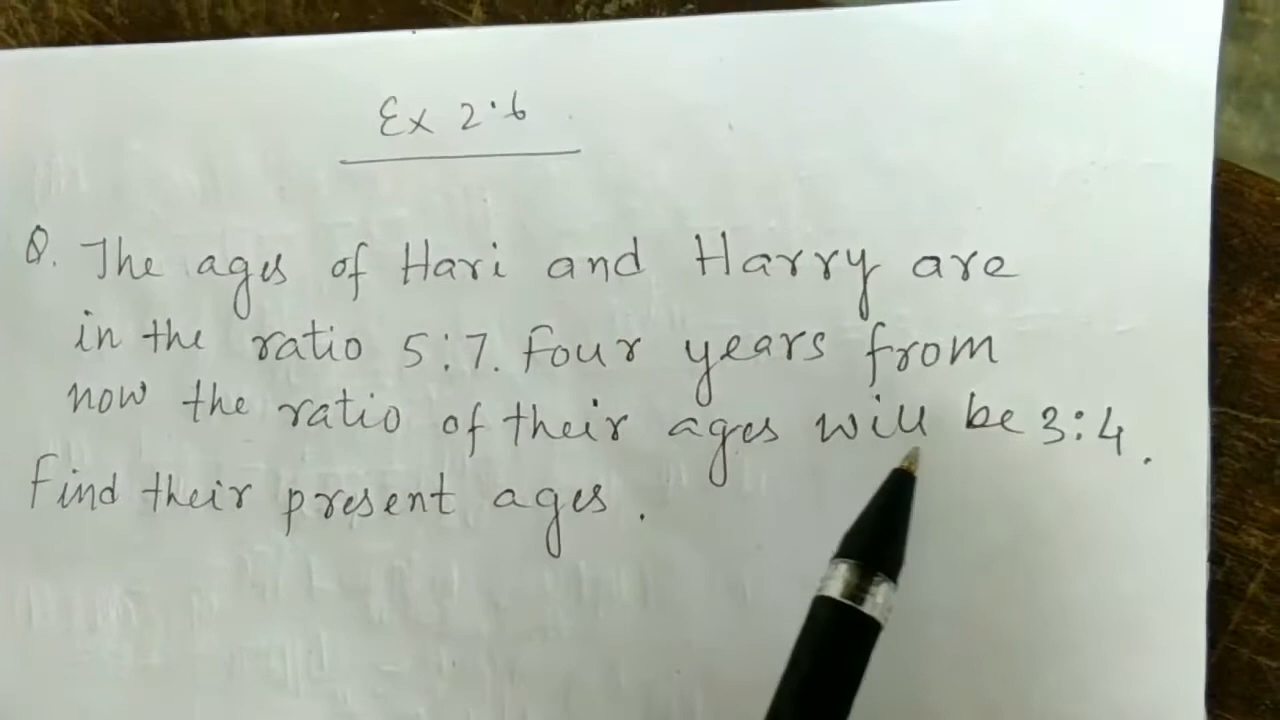 Ex 2.6
Q. The ages of Hari and Harry are
in the ratio 5:7. Four years from
now the ratio of their ages will be 3:4.
Find their present ages.